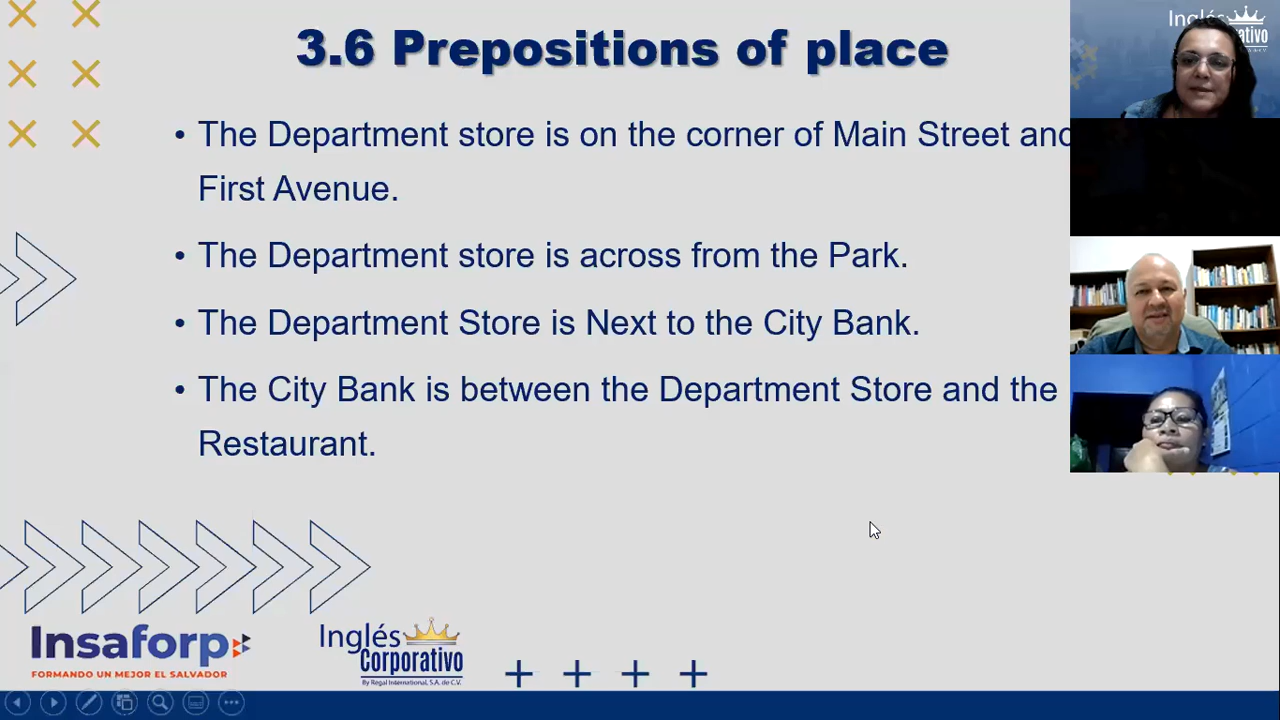 3.6 Prepositions of place
• The Department store is on the corner of Main Street and
First Avenue.
• The Department store is across from the Park.
• The Department Store is Next to the City Bank.
• The City Bank is between the Department Store and the
Restaurant.
Insaforp
FORMANDO UN MEJOR EL SALVADOR
Inglés
Corporativo
By Regal International, S.A. de C.V.